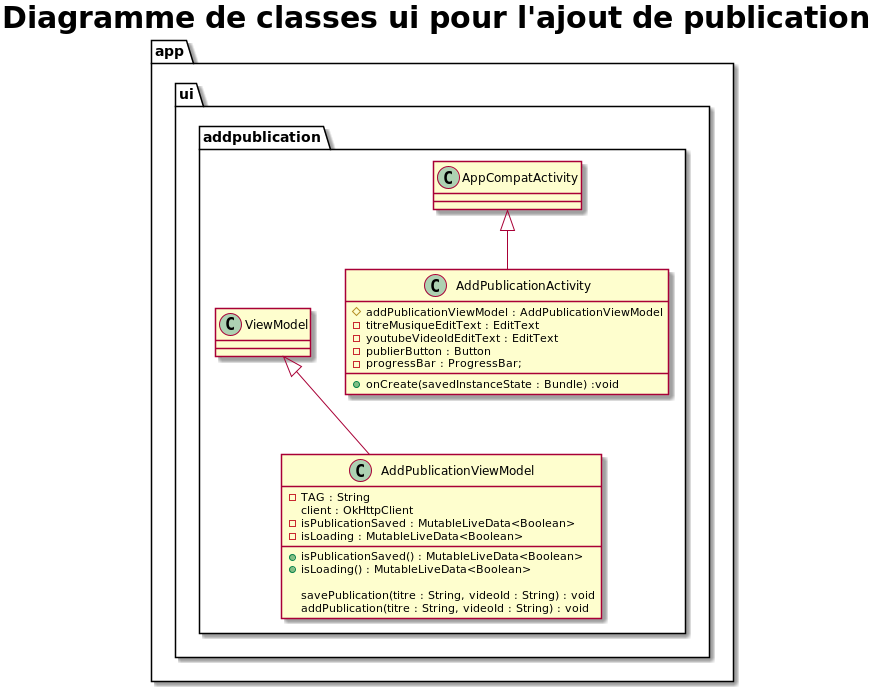 Diagramme de classes ui pour l'ajout de publication
app
ui
addpublication
C AppCompatActivity
C AddPublicationActivity
addPublicationViewModel : AddPublicationViewModel
titreMusiqueEditText : EditText
youtubeVideoIdEditText : EditText
publierButton : Button
progressBar : ProgressBar;
onCreate(savedInstanceState : Bundle) :void
C ViewModel
C AddPublicationViewModel
TAG : String
client : OkHttpClient
isPublicationSaved : MutableLiveData<Boolean>
isLoading : MutableLiveData<Boolean>
isPublicationSaved() : MutableLiveData<Boolean>
isLoading() : MutableLiveData<Boolean>
savePublication(titre : String, videoId : String) : void
addPublication(titre : String, videoId : String) : void